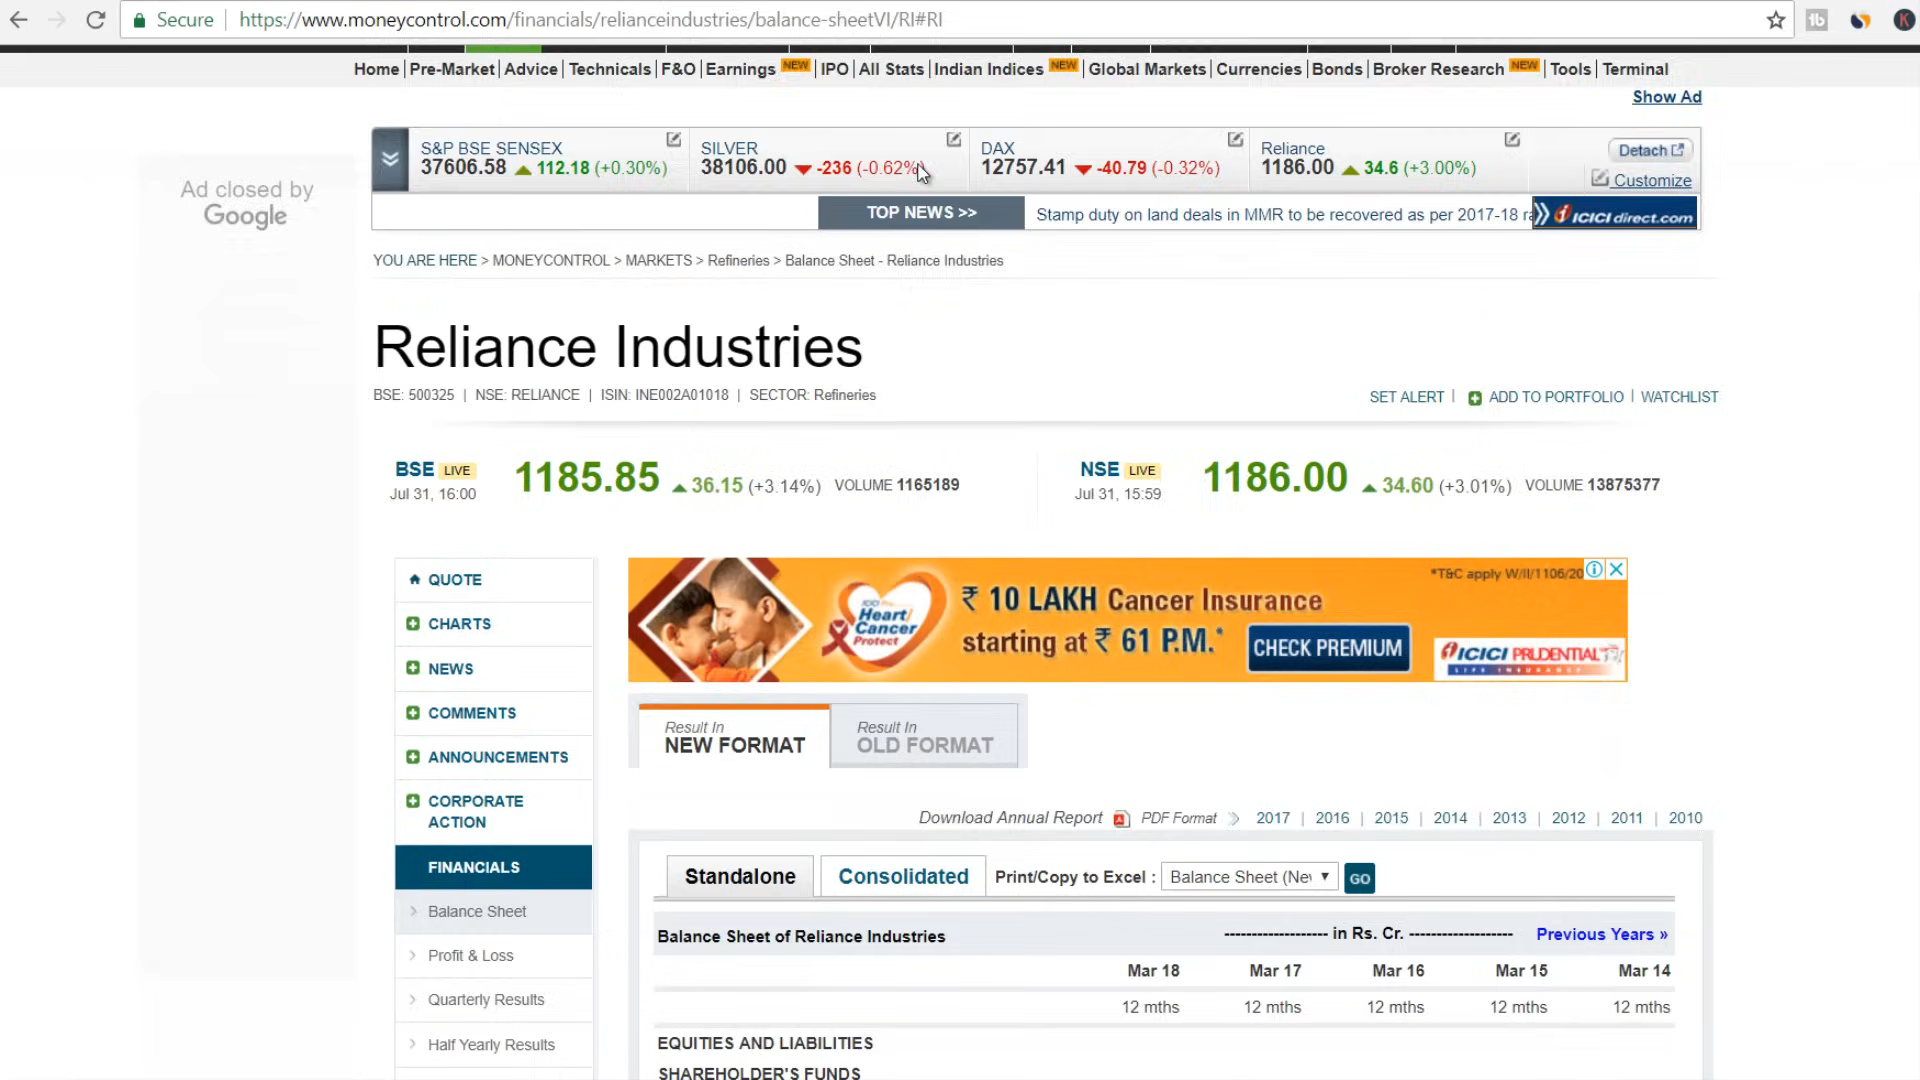 Secure https://www.moneycontrol.com/financials/relianceindustries/balance-sheetVI/RI#RI
Home | Pre-Market | Advice | Technicals | F&O | Earnings NEW | IPO | All Stats | Indian Indices NEW | Global Markets | Currencies | Bonds | Broker Research NEW | Tools | Terminal
Show Ad
Ad closed by
Google
S&P BSE SENSEX
37606.58 112.18 (+0.30%)
SILVER
38106.00 -236 (-0.62%)
DAX
12757.41 -40.79 (-0.32%)
Reliance
1186.00 34.6 (+3.00%)
Detach
Customize
TOP NEWS >> Stamp duty on land deals in MMR to be recovered as per 2017-18 ICICI direct.com
YOU ARE HERE > MONEYCONTROL > MARKETS > Refineries > Balance Sheet - Reliance Industries
Reliance Industries
BSE: 500325 | NSE: RELIANCE | ISIN: INE002A01018 | SECTOR: Refineries
SET ALERT | ADD TO PORTFOLIO | WATCHLIST
BSE LIVE
Jul 31, 16:00
1185.85 36.15 (+3.14%) VOLUME 1165189
NSE LIVE
Jul 31, 15:59
1186.00 34.60 (+3.01%) VOLUME 13875377
QUOTE
CHARTS
NEWS
COMMENTS
ANNOUNCEMENTS
CORPORATE
ACTION
FINANCIALS
Balance Sheet
Profit & Loss
Quarterly Results
Half Yearly Results
*T&C apply W/II/1106/20
Heart/
Cancer
Protect
₹ 10 LAKH Cancer Insurance
starting at ₹ 61 P.M.*
CHECK PREMIUM
ICICI PRUDENTIAL
LIFE INSURANCE
Result In
NEW FORMAT
Result In
OLD FORMAT
Download Annual Report PDF Format 2017 | 2016 | 2015 | 2014 | 2013 | 2012 | 2011 | 2010
Standalone Consolidated Print/Copy to Excel : Balance Sheet (Nev GO
Balance Sheet of Reliance Industries ------------------- in Rs. Cr. ------------------- Previous Years »
Mar 18 Mar 17 Mar 16 Mar 15 Mar 14
12 mths 12 mths 12 mths 12 mths 12 mths
EQUITIES AND LIABILITIES
SHAREHOLDER'S FUNDS